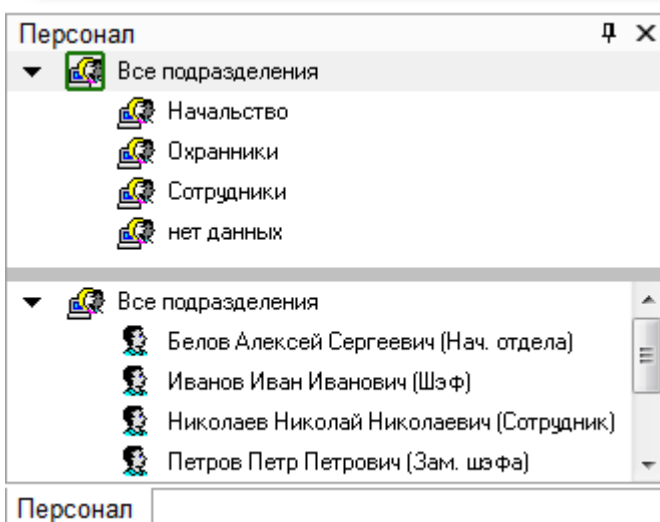 Персонал
Все подразделения
Начальство
Охранники
Сотрудники
нет данных
Все подразделения
Белов Алексей Сергеевич (Нач. отдела)
Иванов Иван Иванович (Шэф)
Николаев Николай Николаевич (Сотрудник)
Петров Петр Петрович (Зам. шэфа)
Персонал